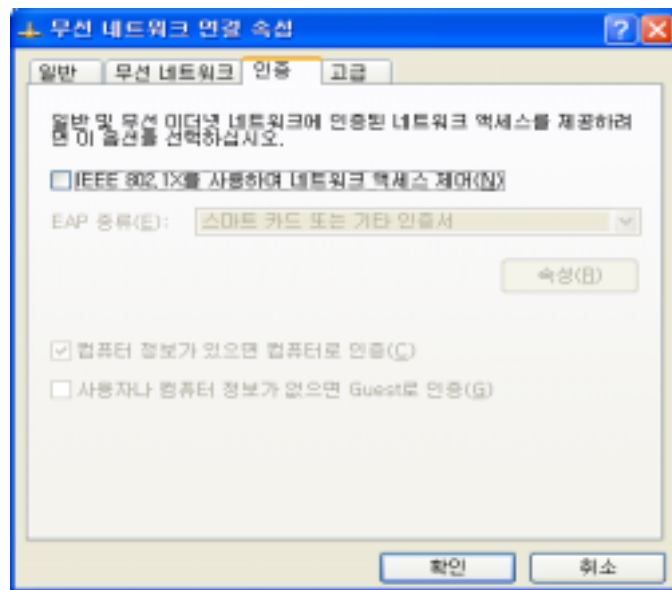 무선 네트워크 연결 속성
일반 무선 네트워크 인증 고급
일반 및 무선 이더넷 네트워크에 인증된 네트워크 액세스를 제공하려
면 이 옵션을 선택하십시오.
IEEE 802.1X를 사용하여 네트워크 액세스 제어(N)
EAP 종류(E): 스마트 카드 또는 기타 인증서
속성(R)
컴퓨터 정보가 있으면 컴퓨터로 인증(C)
사용자나 컴퓨터 정보가 없으면 Guest로 인증(G)
확인 취소